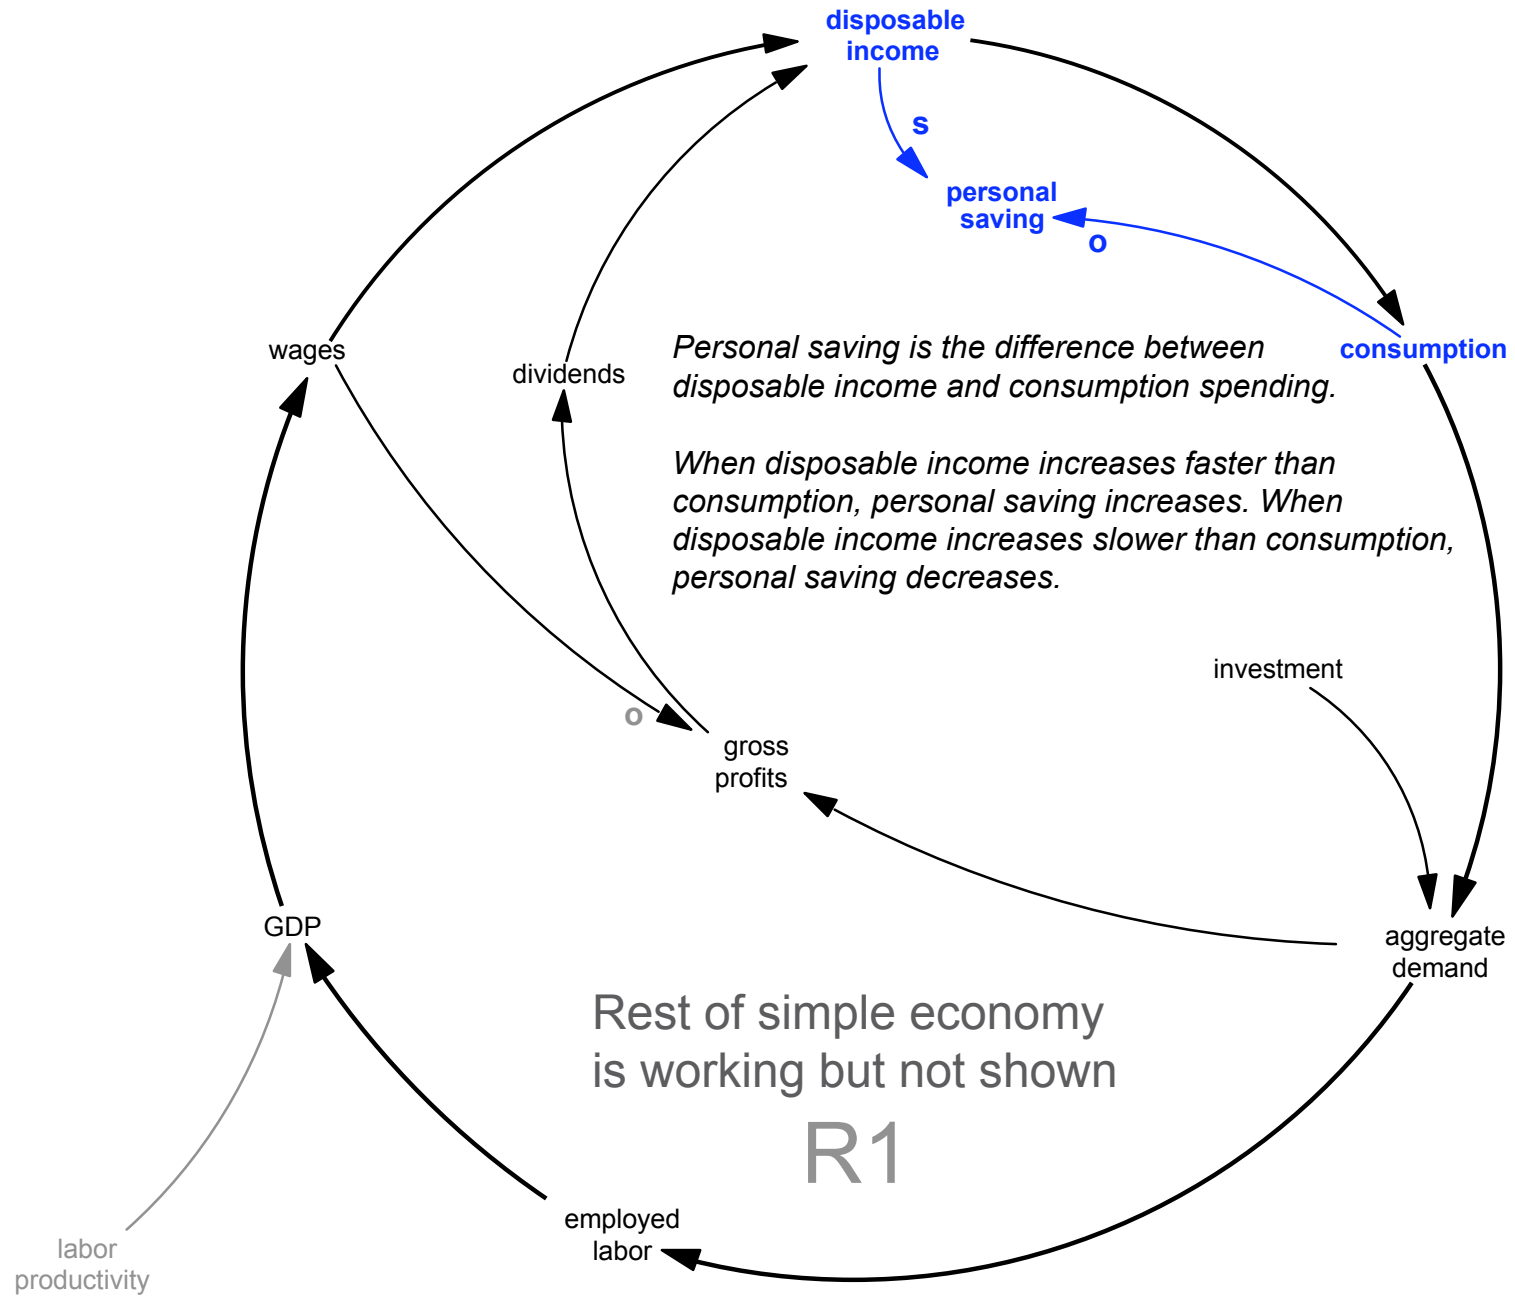 disposable
income
s
personal
saving
o
wages
dividends
Personal saving is the difference between
disposable income and consumption spending.
consumption
When disposable income increases faster than
consumption, personal saving increases. When
disposable income increases slower than consumption,
personal saving decreases.
investment
o
gross
profits
GDP
aggregate
demand
Rest of simple economy
is working but not shown
R1
employed
labor
labor
productivity